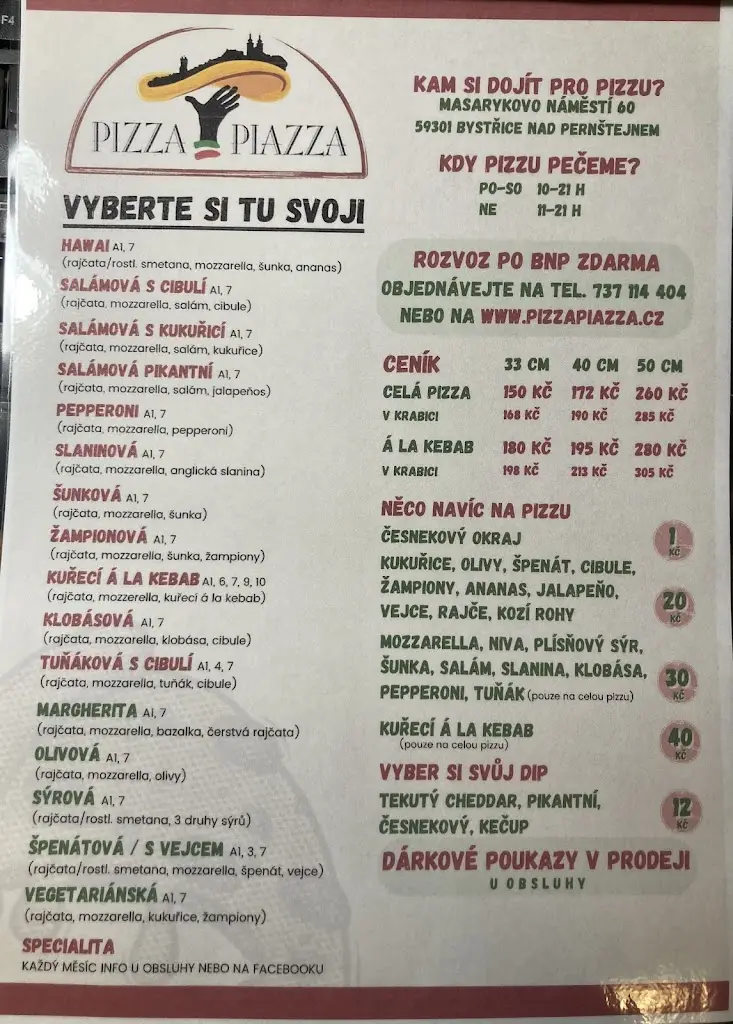 F4
PIZZA PIAZZA
VYBERTE SI TU SVOJI
HAWAI A1, 7
(rajčata/rostl. smetana, mozzarella, šunka, ananas)
SALÁMOVÁ S CIBULÍ A1, 7
(rajčata, mozzarella, salám, cibule)
SALÁMOVÁ S KUKUŘICÍ A1, 7
(rajčata, mozzarella, salám, kukuřice)
SALÁMOVÁ PIKANTNÍ A1, 7
(rajčata, mozzarella, salám, jalapeños)
PEPPERONI A1, 7
(rajčata, mozzarella, pepperoni)
SLANINOVÁ A1, 7
(rajčata, mozzarella, anglická slanina)
ŠUNKOVÁ A1, 7
(rajčata, mozzarella, šunka)
ŽAMPIONOVÁ A1, 7
(rajčata, mozzarella, šunka, žampiony)
KUŘECÍ Á LA KEBAB A1, 6, 7, 9, 10
(rajčata, mozzerella, kuřecí á la kebab)
KLOBÁSOVÁ A1, 7
(rajčata, mozzarella, klobása, cibule)
TUŇÁKOVÁ S CIBULÍ A1, 4, 7
(rajčata, mozzarella, tuňák, cibule)
MARGHERITA A1, 7
(rajčata, mozzarella, bazalka, čerstvá rajčata)
OLIVOVÁ A1, 7
(rajčata, mozzarella, olivy)
SÝROVÁ A1, 7
(rajčata/rostl. smetana, 3 druhy sýrů)
ŠPENÁTOVÁ / S VEJCEM A1, 3, 7
(rajčata/rostl. smetana, mozzarella, špenát, vejce)
VEGETARIÁNSKÁ A1, 7
(rajčata, mozzarella, kukuřice, žampiony)
SPECIALITA
KAŽDÝ MĚSÍC INFO U OBSLUHY NEBO NA FACEBOOKU
KAM SI DOJÍT PRO PIZZU?
MASARYKOVO NÁMĚSTÍ 60
59301 BYSTŘICE NAD PERNŠTEJNEM
KDY PIZZU PEČEME?
PO-SO 10-21 H
NE 11-21 H
ROZVOZ PO BNP ZDARMA
OBJEDNÁVEJTE NA TEL. 737 114 404
NEBO NA WWW.PIZZAPIAZZA.CZ
CENÍK 33 CM 40 CM 50 CM
CELÁ PIZZA 150 KČ 172 KČ 260 KČ
V KRABICI 168 KČ 190 KČ 285 KČ
Á LA KEBAB 180 KČ 195 KČ 280 KČ
V KRABICI 198 KČ 213 KČ 305 KČ
NĚCO NAVÍC NA PIZZU
ČESNEKOVÝ OKRAJ 1 KČ
KUKUŘICE, OLIVY, ŠPENÁT, CIBULE,
ŽAMPIONY, ANANAS, JALAPEÑO,
VEJCE, RAJČE, KOZÍ ROHY 20 KČ
MOZZARELLA, NIVA, PLÍSŇOVÝ SÝR,
ŠUNKA, SALÁM, SLANINA, KLOBÁSA,
PEPPERONI, TUŇÁK (pouze na celou pizzu) 30 KČ
KUŘECÍ Á LA KEBAB 40 KČ
(pouze na celou pizzu)
VYBER SI SVŮJ DIP
TEKUTÝ CHEDDAR, PIKANTNÍ,
ČESNEKOVÝ, KEČUP 12 KČ
DÁRKOVÉ POUKAZY V PRODEJI
U OBSLUHY